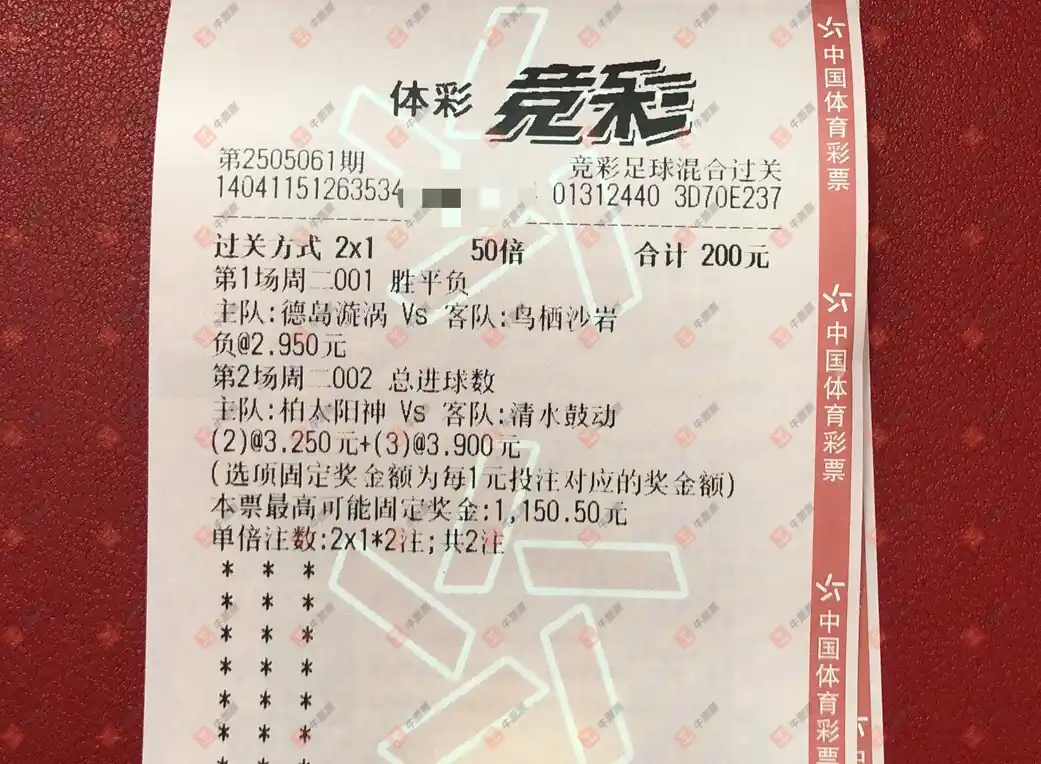 体彩 竞彩
第2505061期 竞彩足球混合过关
14041151263534 01312440 3D70E237
过关方式 2x1 50倍 合计 200元
第1场周二001 胜平负
主队:德岛漩涡 Vs 客队:鸟栖沙岩
负@2.950元
第2场周二002 总进球数
主队:柏太阳神 Vs 客队:清水鼓动
(2)@3.250元+(3)@3.900元
(选项固定奖金额为每1元投注对应的奖金额)
本票最高可能固定奖金:1,150.50元
单倍注数:2x1*2注;共2注
* * *
* * *
* * *
* * *
* * *
* * *
* * *
中国体育彩票
中国体育彩票
中国体育彩票